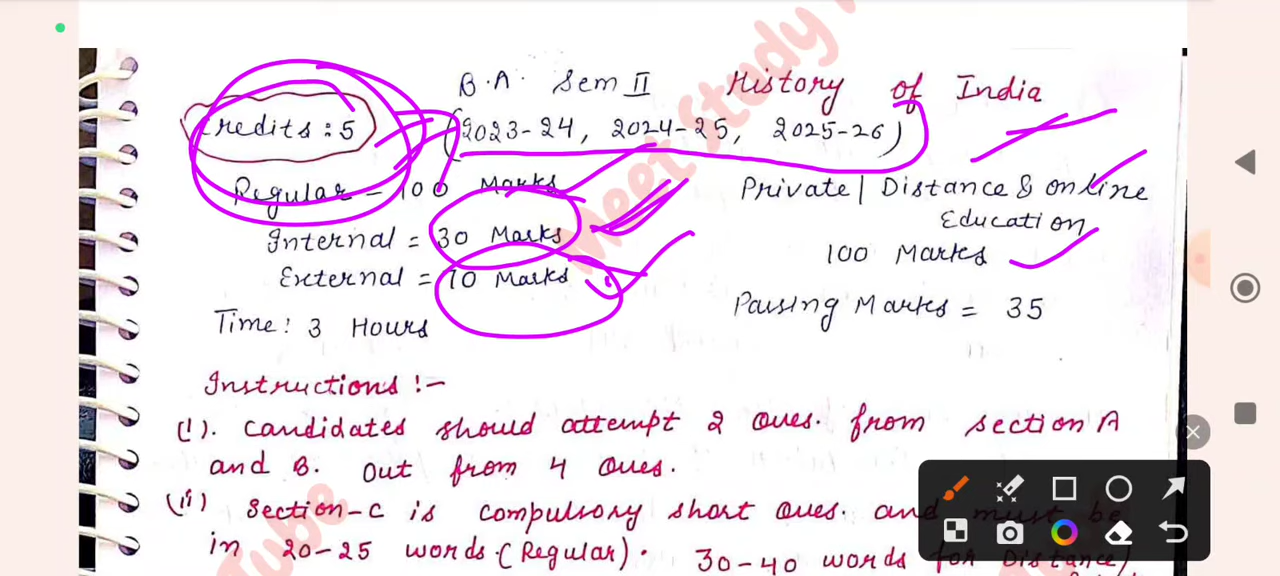 B.A. Sem II History of India
Credits: 5 (2023-24, 2024-25, 2025-26)
Regular - 100 Marks Private / Distance & online
Education
Internal = 30 Marks
100 Marks
External = 70 Marks
Passing Marks = 35
Time: 3 Hours
Instructions :-
(i). Candidates should attempt 2 Ques. from section A
and B. Out from 4 Ques.
(ii) Section-C is compulsory short Ques. and must be
in 20-25 words (Regular). 30-40 words for Distance/
Meet Study
Tube